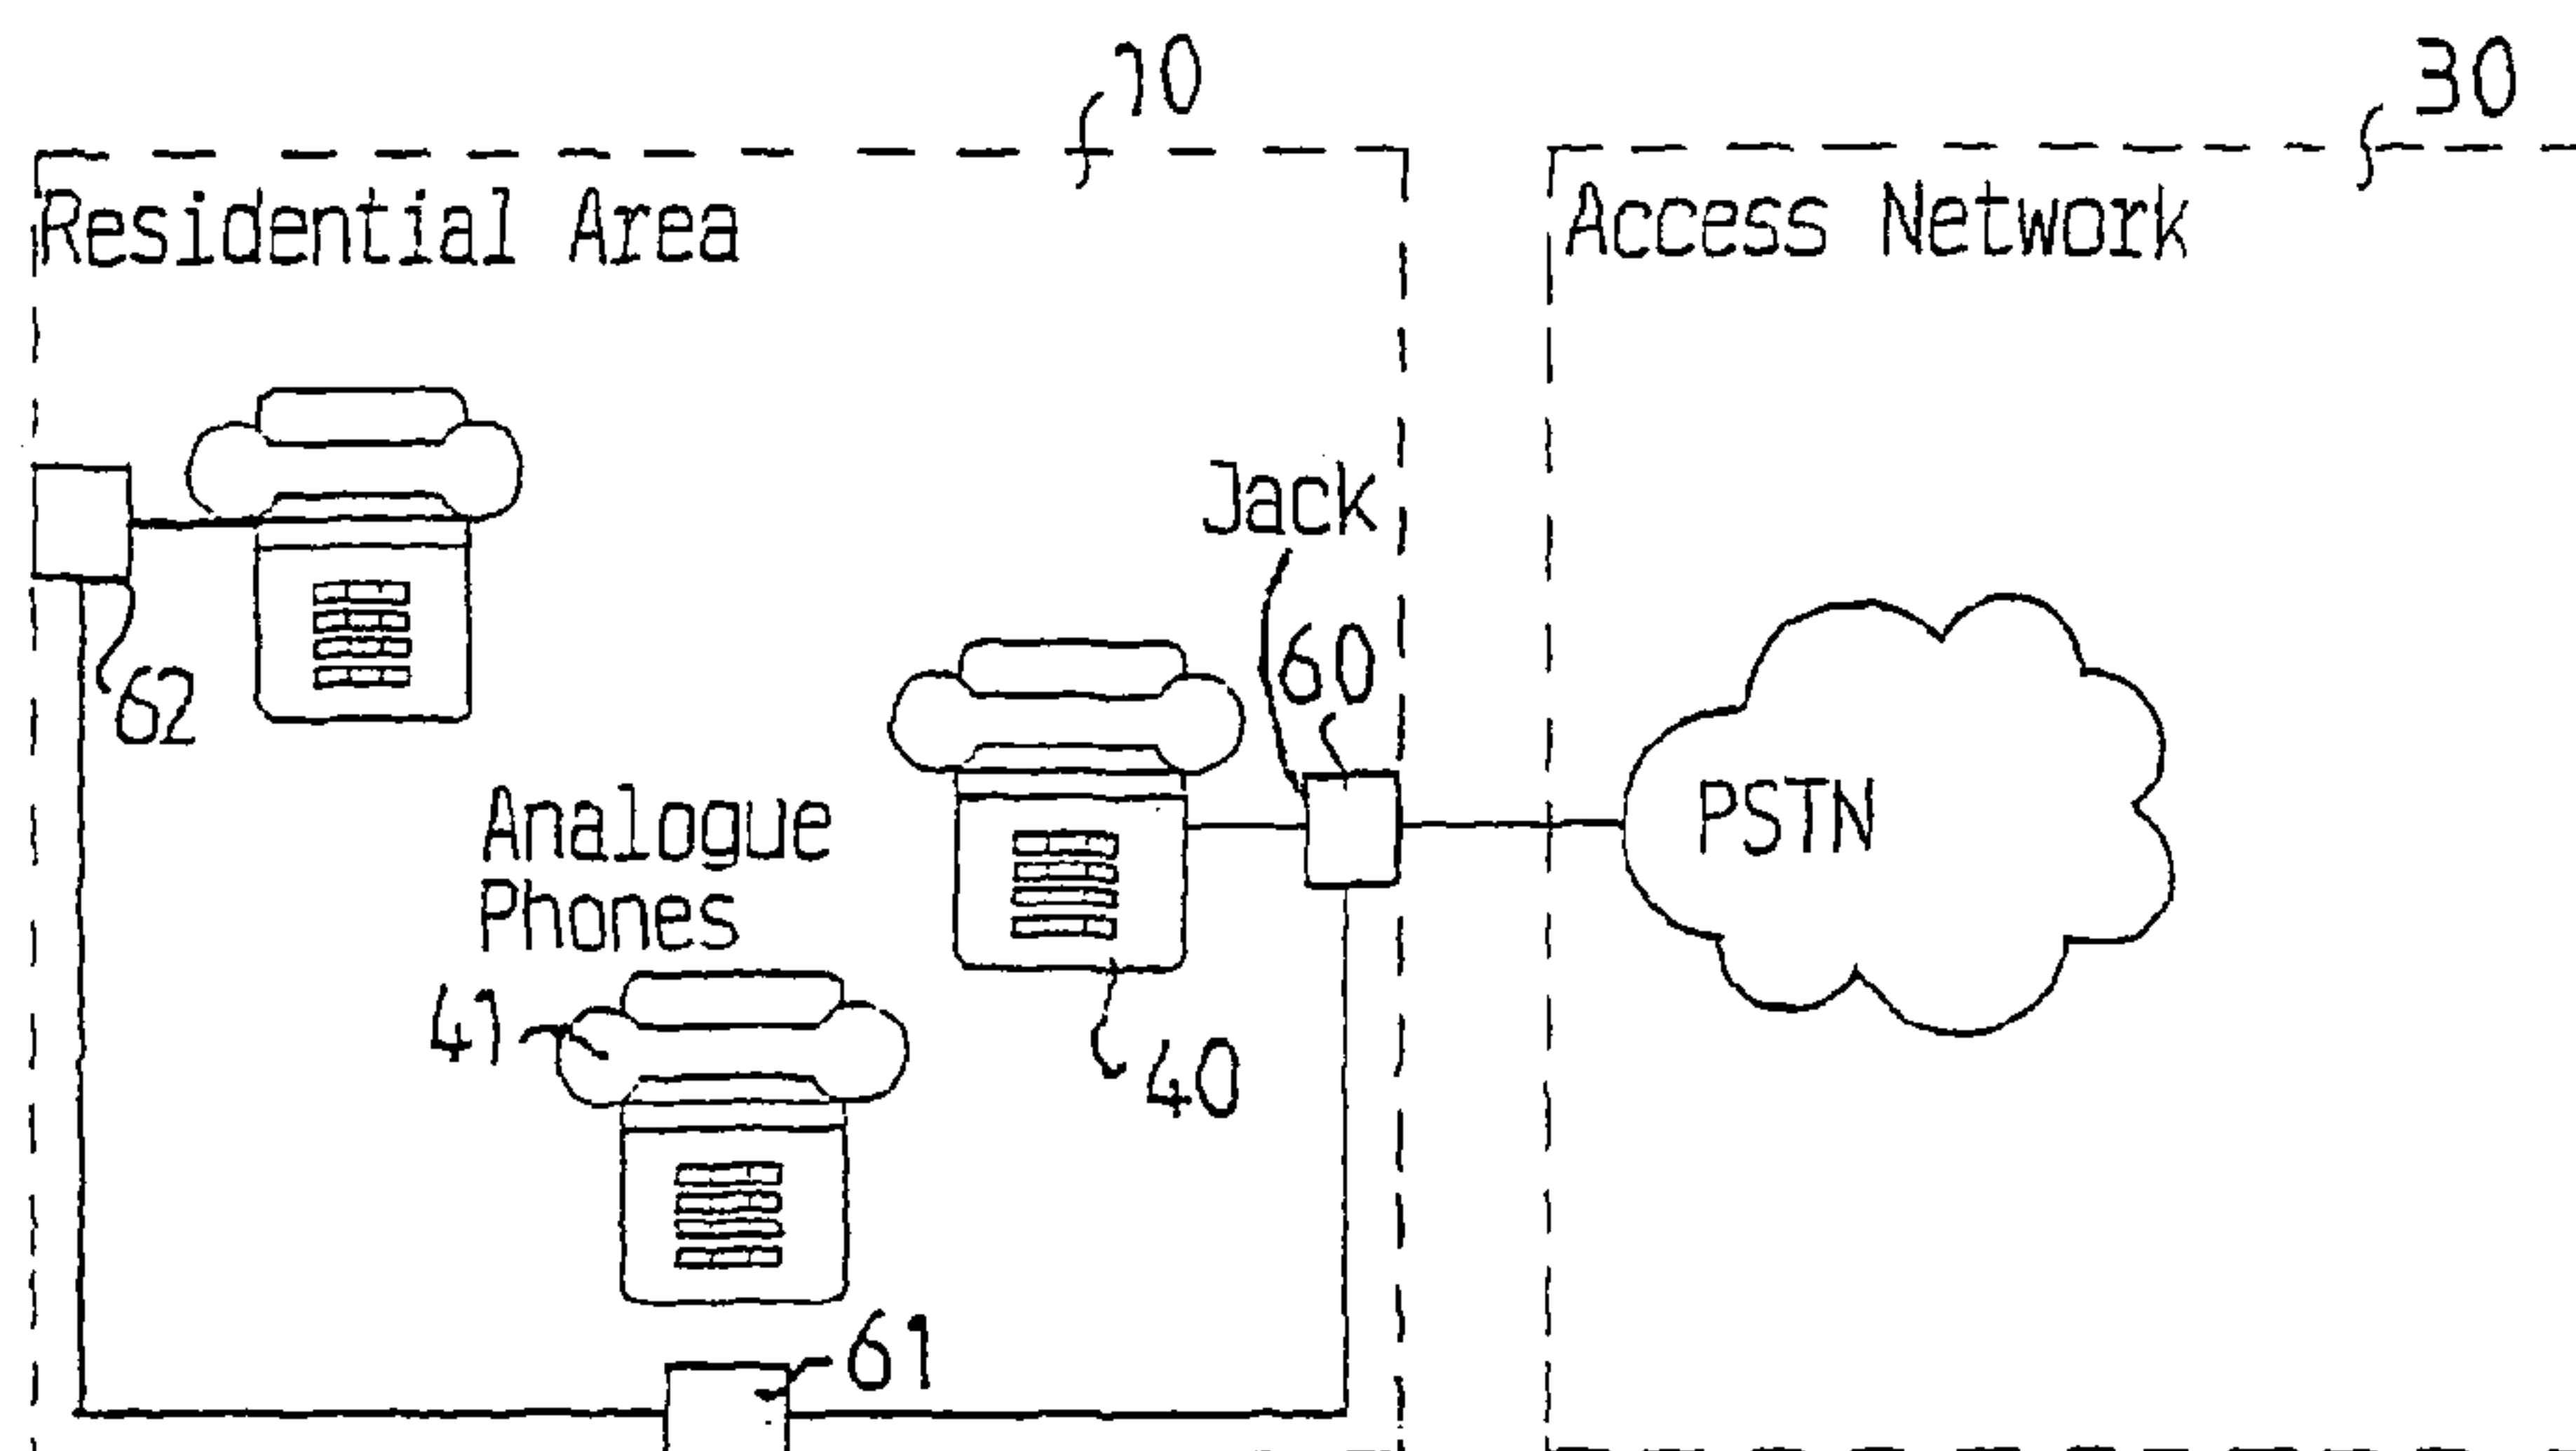 10
30
Residential Area
Access Network
Jack
60
62
Analogue
Phones
PSTN
41
40
61